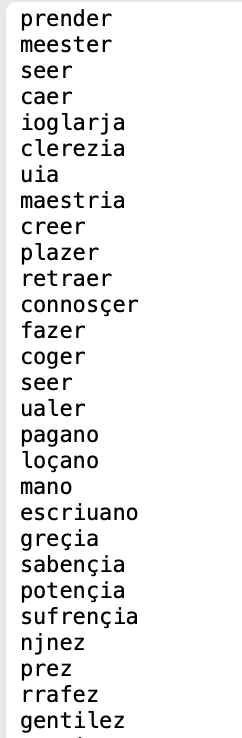 prender
meester
seer
caer
ioglarja
clerezia
uia
maestria
creer
plazer
retraer
connosçer
fazer
coger
seer
ualer
pagano
loçano
mano
escriuano
greçia
sabençia
potençia
sufrençia
njnez
prez
rrafez
gentilez